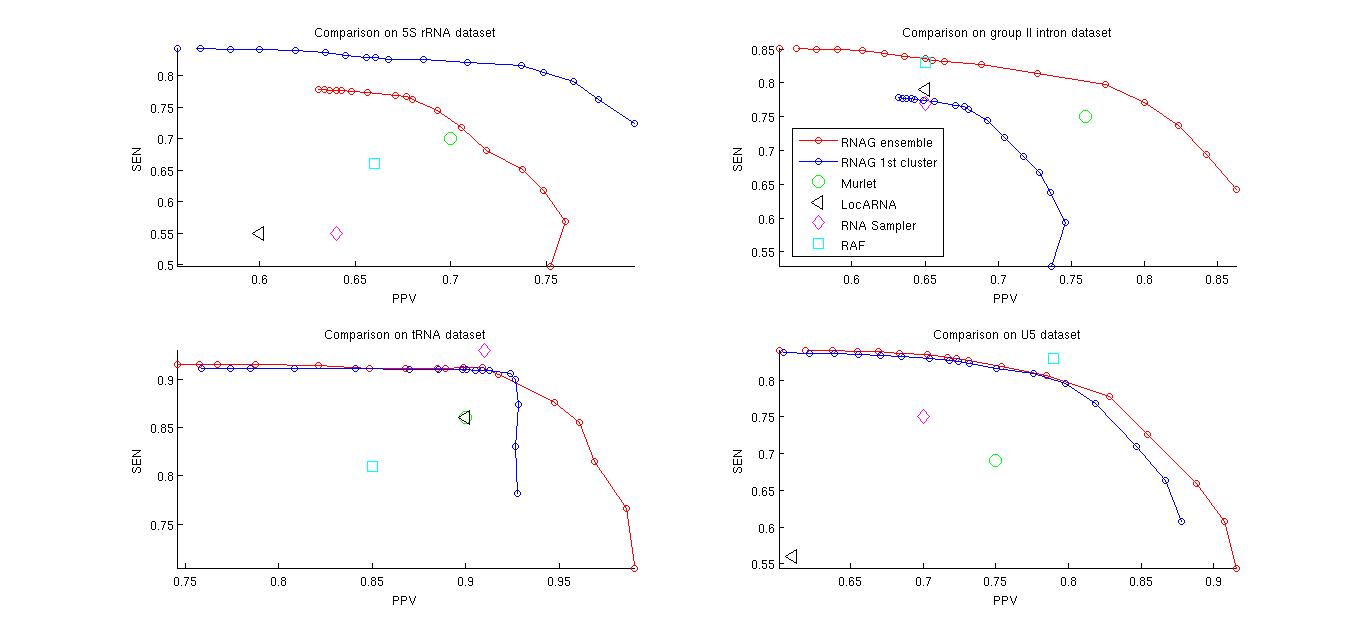 Comparison on 5S rRNA dataset
SEN
0.8
0.75
0.7
0.65
0.6
0.55
0.5
0.6
0.65
0.7
0.75
PPV
Comparison on group II intron dataset
SEN
0.85
0.8
0.75
0.7
0.65
0.6
0.55
RNAG ensemble
RNAG 1st cluster
Murlet
LocARNA
RNA Sampler
RAF
0.6
0.65
0.7
0.75
0.8
0.85
PPV
Comparison on tRNA dataset
SEN
0.9
0.85
0.8
0.75
0.75
0.8
0.85
0.9
0.95
PPV
Comparison on U5 dataset
SEN
0.8
0.75
0.7
0.65
0.6
0.55
0.65
0.7
0.75
0.8
0.85
0.9
PPV